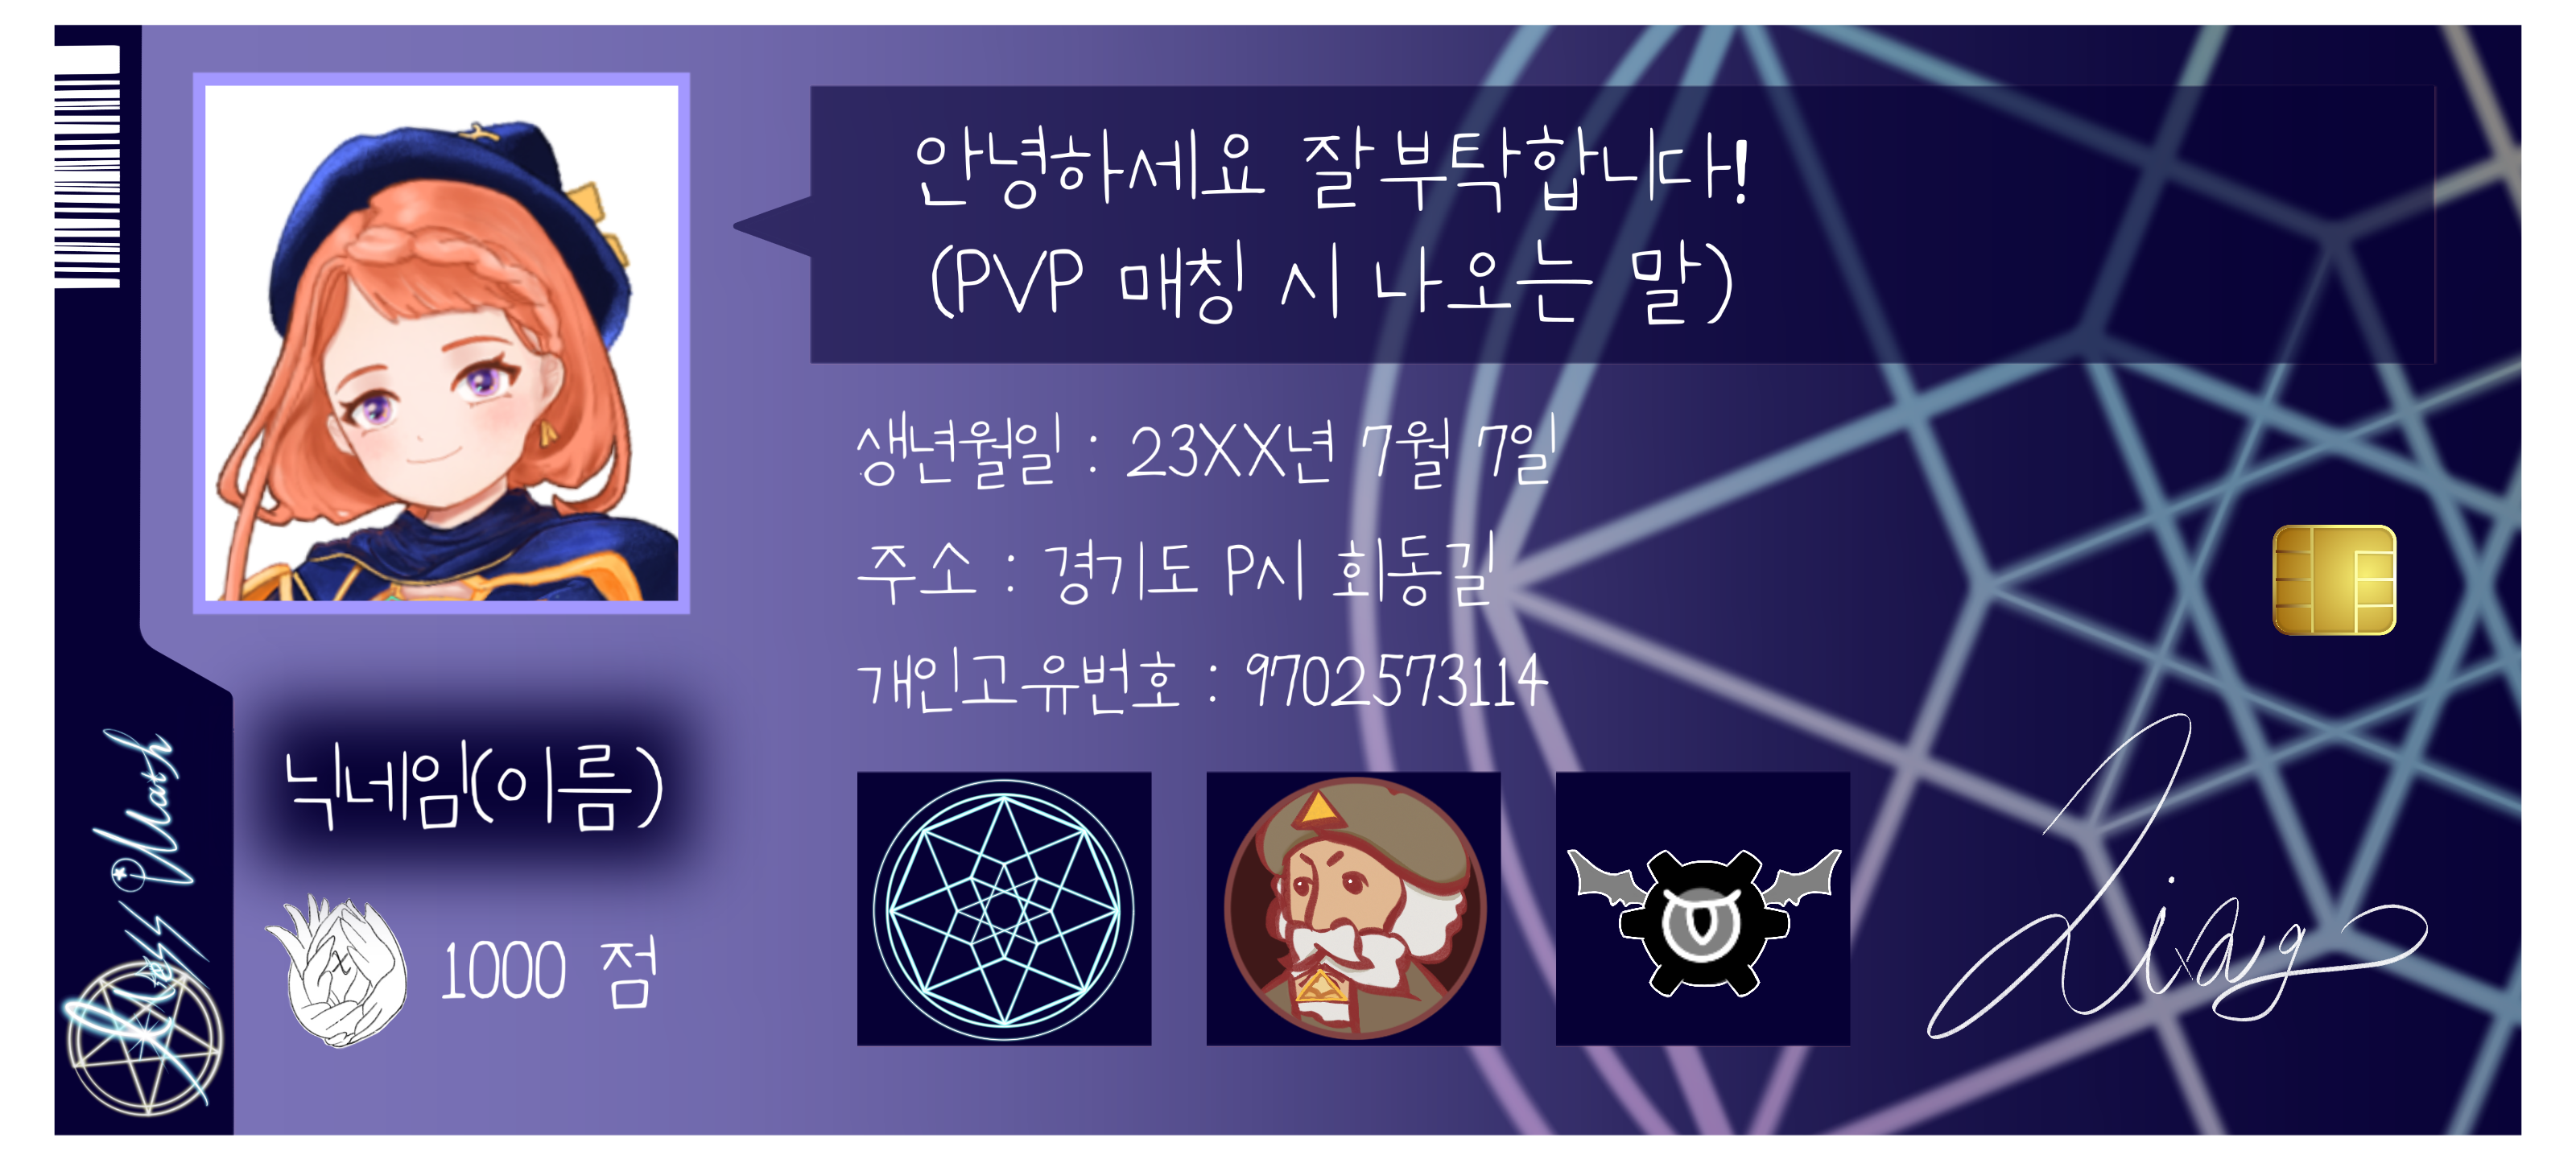 안녕하세요 잘부탁합니다!
(PVP 매칭 시 나오는 말)
생년월일 : 23XX년 7월 7일
주소 : 경기도 P시 회동길
개인고유번호 : 9702573114
닉네임(이름)
1000 점
Miss Math